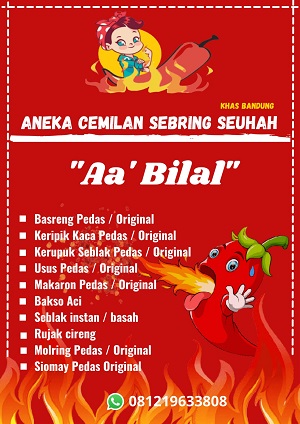 KHAS BANDUNG
ANEKA CEMILAN SEBRING SEUHAH
"Aa' Bilal"
Basreng Pedas / Original
Keripik Kaca Pedas / Original
Kerupuk Seblak Pedas / Original
Usus Pedas / Original
Makaron Pedas / Original
Bakso Aci
Seblak instan / basah
Rujak cireng
Molring Pedas / Original
Siomay Pedas Original
081219633808